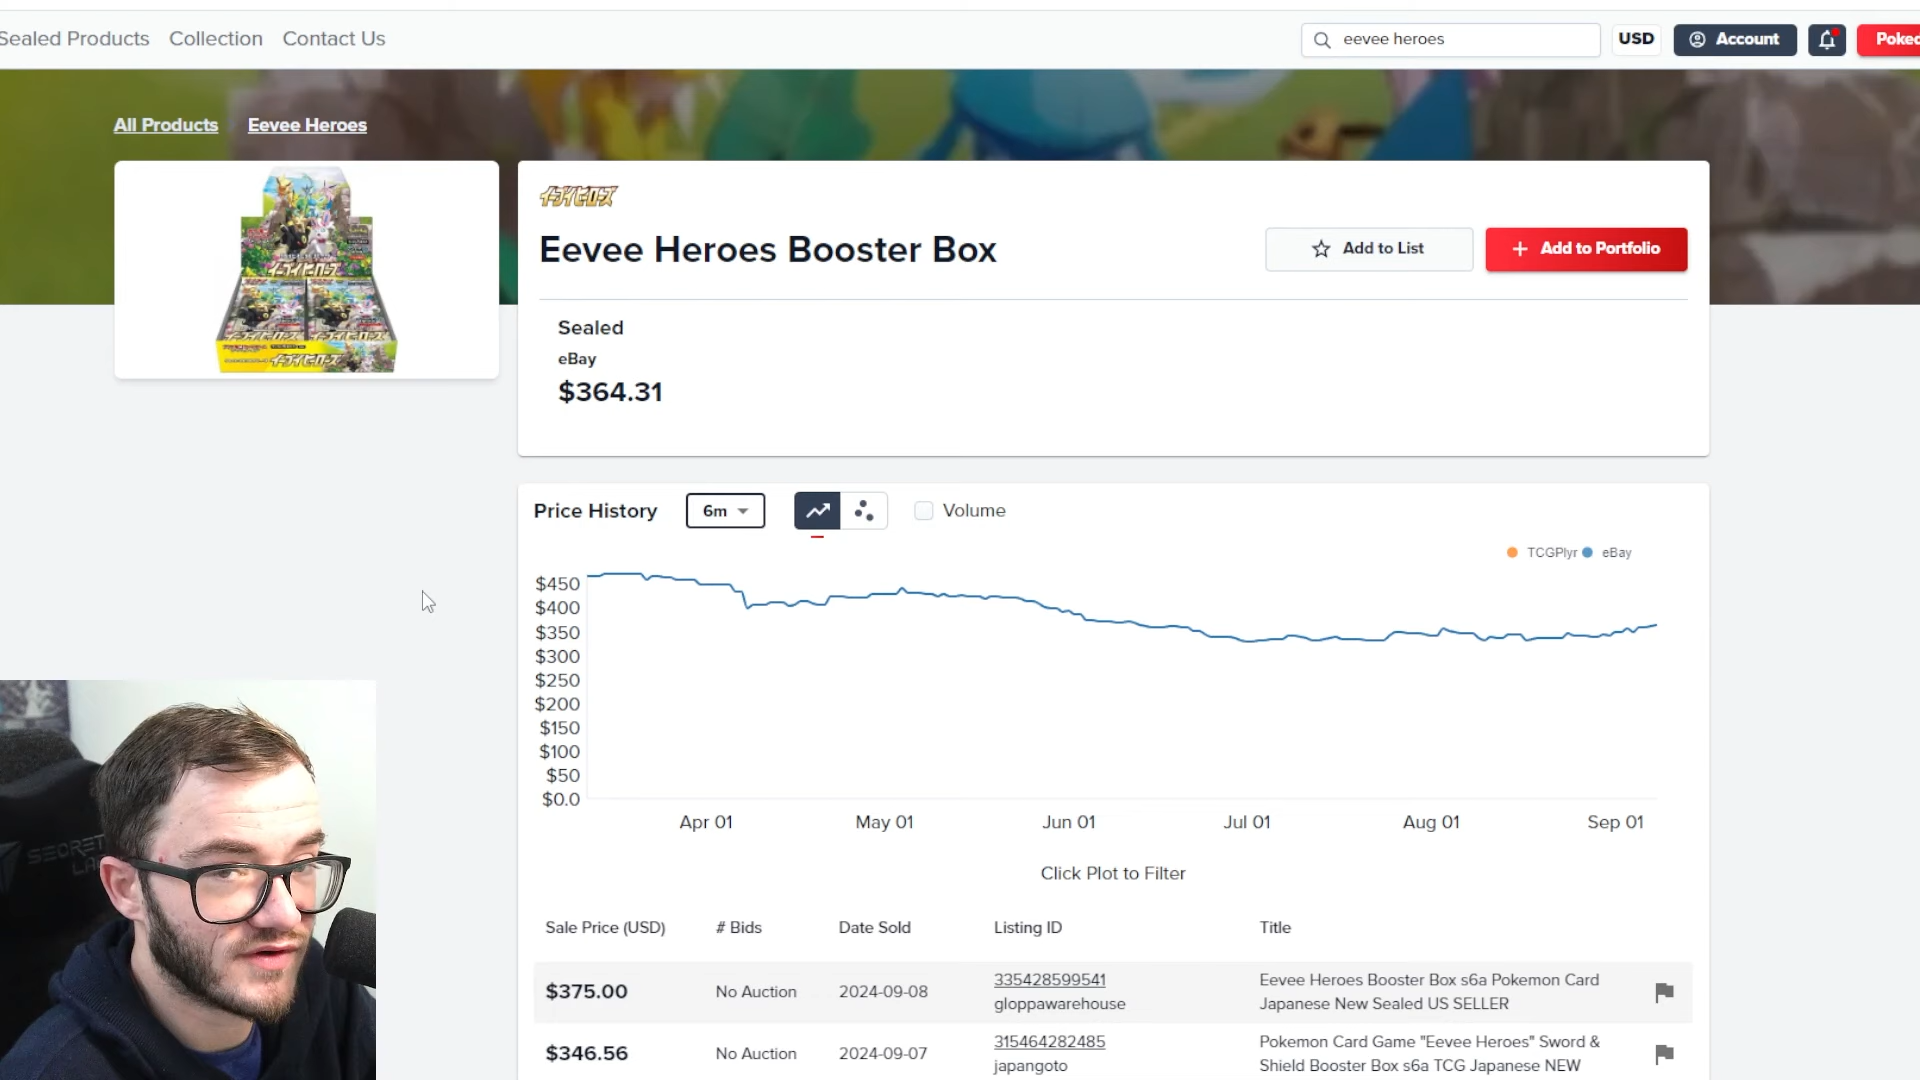 Sealed Products Collection Contact Us
eevee heroes
USD
Account
All Products Eevee Heroes
イーブイヒーローズ
Eevee Heroes Booster Box
Add to List
Add to Portfolio
Sealed
eBay
$364.31
Price History
6m
Volume
TCGPlyr eBay
$450
$400
$350
$300
$250
$200
$150
$100
$50
$0.0
Apr 01 May 01 Jun 01 Jul 01 Aug 01 Sep 01
Click Plot to Filter
Sale Price (USD) # Bids Date Sold Listing ID Title
$375.00 No Auction 2024-09-08 335428599541 Eevee Heroes Booster Box s6a Pokemon Card
gloppawarehouse Japanese New Sealed US SELLER
$346.56 No Auction 2024-09-07 315464282485 Pokemon Card Game "Eevee Heroes" Sword &
japangoto Shield Booster Box s6a TCG Japanese NEW